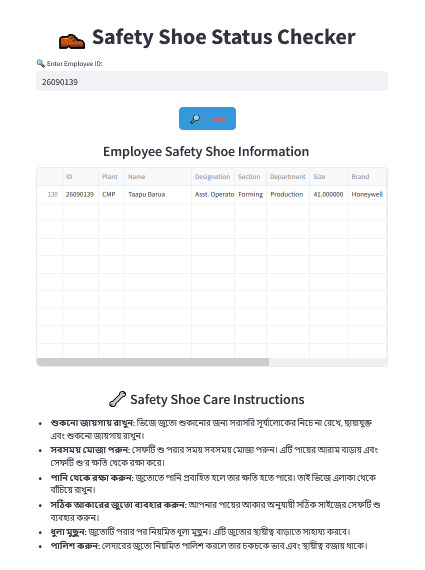 Safety Shoe Status Checker
Enter Employee ID:
26090139
Employee Safety Shoe Information
ID Plant Name Designation Section Department Size Brand
130 26090139 CMP Taapu Barua Asst. Operato Forming Production 41.000000 Honeywell
Safety Shoe Care Instructions
• শুকনো জায়গায় রাখুন: ভিজে জুতো শুকানোর জন্য সরাসরি সূর্যালোকের নিচে না রেখে, ছায়াযুক্ত
এবং শুকনো জায়গায় রাখুন।
• সবসময় মোজা পরুন: সেফটি শু পরার সময় সবসময় মোজা পরুন। এটি পায়ের আরাম বাড়ায় এবং
সেফটি শু'র ক্ষতি থেকে রক্ষা করে।
• পানি থেকে রক্ষা করুন: জুতোতে পানি প্রবাহিত হলে তার ক্ষতি হতে পারে। তাই ভিজে এলাকা থেকে
বাঁচিয়ে রাখুন।
• সঠিক আকারের জুতো ব্যবহার করুন: আপনার পায়ের আকার অনুযায়ী সঠিক সাইজের সেফটি শু
ব্যবহার করুন।
• ধুলা মুছুন: জুতোটি পরার পর নিয়মিত ধুলা মুছুন। এটি জুতোর স্থায়ীত্ব বাড়াতে সাহায্য করবে।
• পালিশ করুন: লেদারের জুতো নিয়মিত পালিশ করলে তার চকচকে ভাব এবং স্থায়ীত্ব বজায় থাকে।